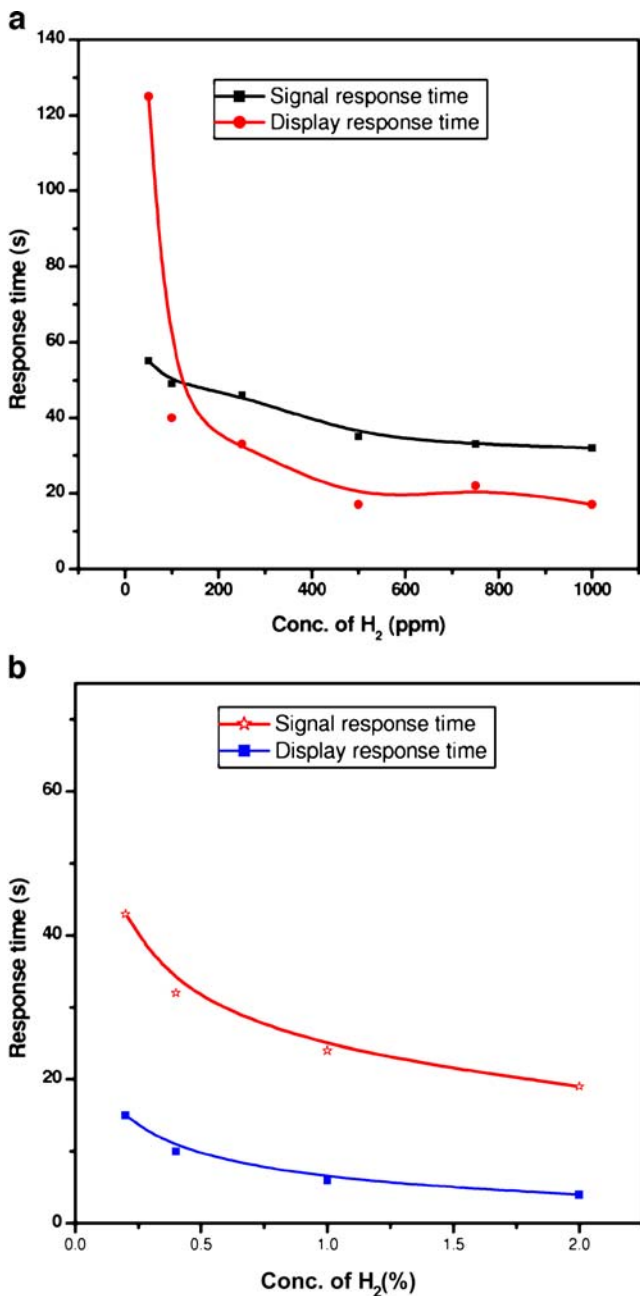 a
140
120
100
80
60
40
20
0
Response time (s)
Signal response time
Display response time
0 200 400 600 800 1000
Conc. of H₂ (ppm)
b
60
40
20
0
Response time (s)
Signal response time
Display response time
0.0 0.5 1.0 1.5 2.0
Conc. of H₂(%)